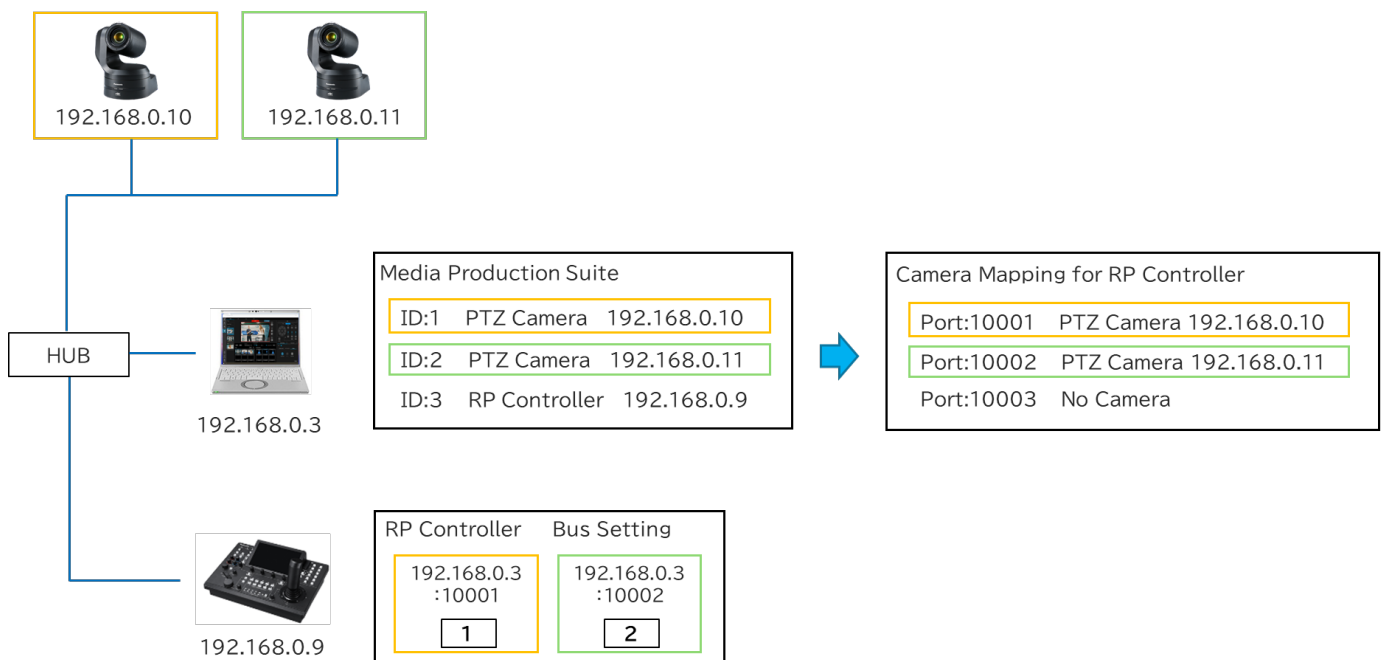 192.168.0.10
192.168.0.11
HUB
192.168.0.3
Media Production Suite
ID:1 PTZ Camera 192.168.0.10
ID:2 PTZ Camera 192.168.0.11
ID:3 RP Controller 192.168.0.9
Camera Mapping for RP Controller
Port:10001 PTZ Camera 192.168.0.10
Port:10002 PTZ Camera 192.168.0.11
Port:10003 No Camera
192.168.0.9
RP Controller Bus Setting
192.168.0.3
:10001
1
192.168.0.3
:10002
2